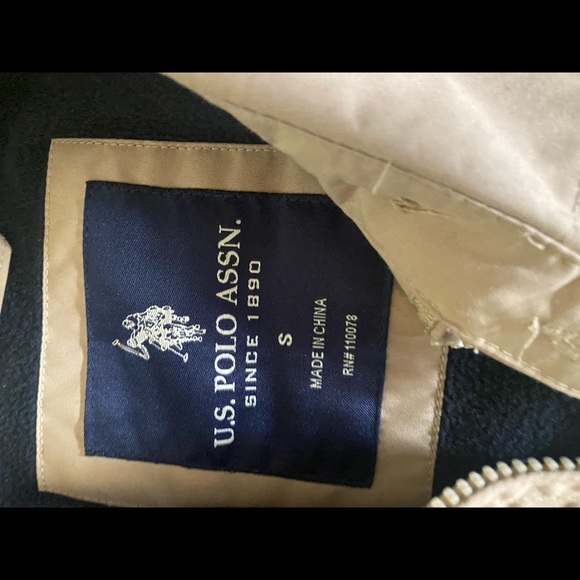 U.S. POLO ASSN.
SINCE 1890
S
MADE IN CHINA
RN#110078